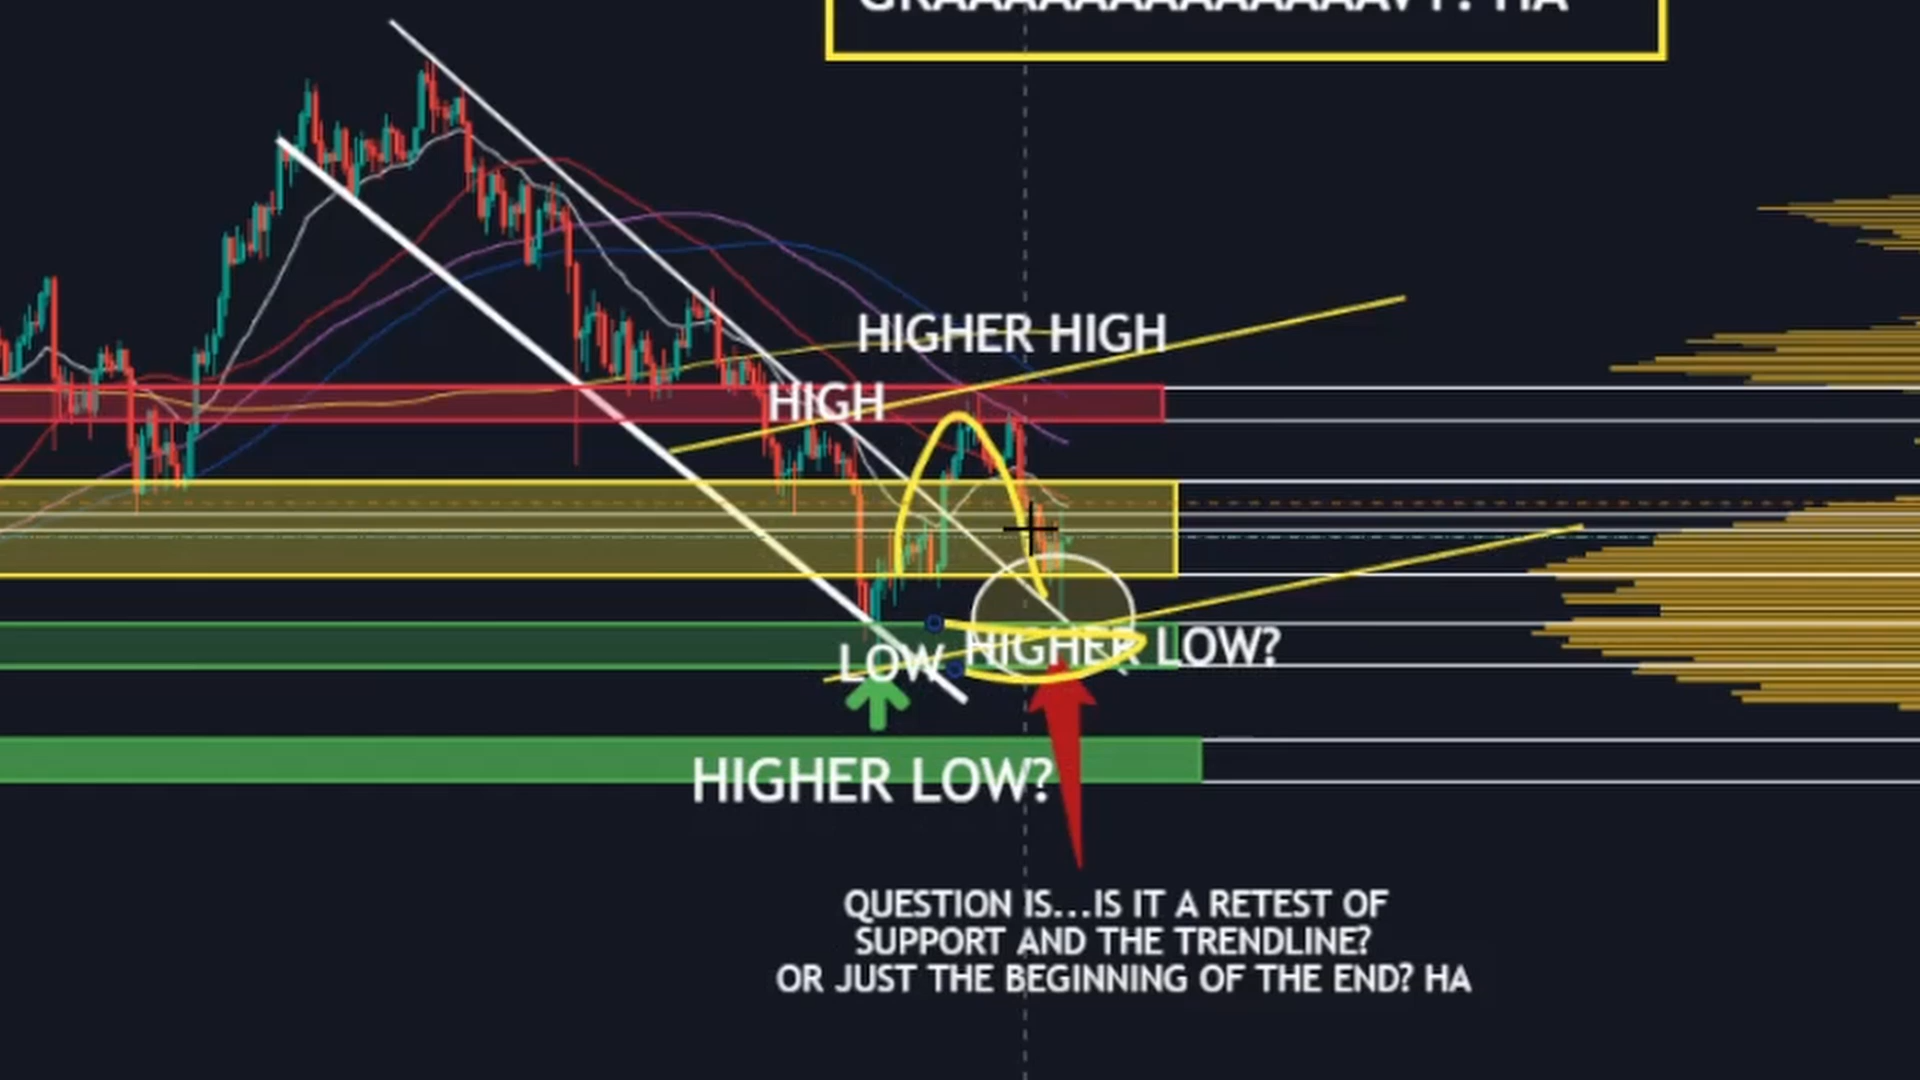 HIGHER HIGH
HIGH
LOW
HIGHER LOW?
HIGHER LOW?
QUESTION IS...IS IT A RETEST OF
SUPPORT AND THE TRENDLINE?
OR JUST THE BEGINNING OF THE END? HA